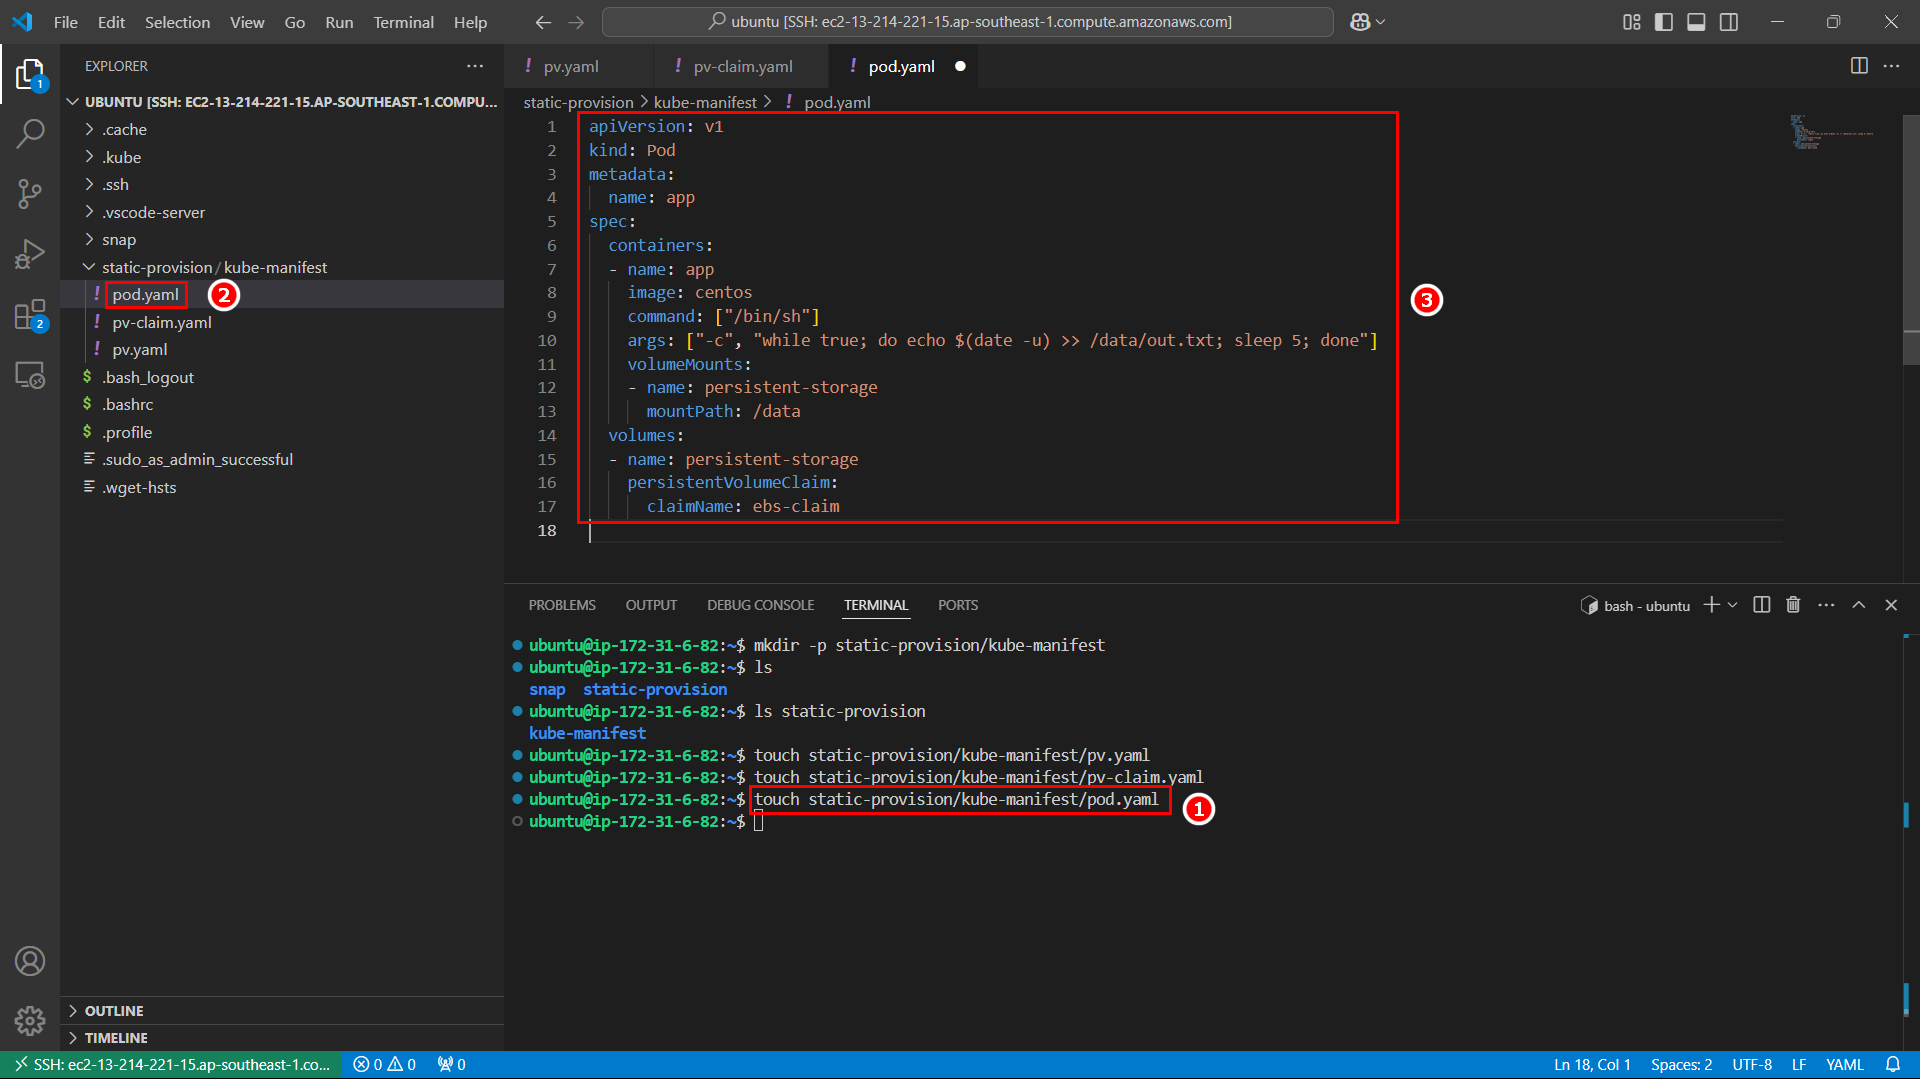 File Edit Selection View Go Run Terminal Help
ubuntu [SSH: ec2-13-214-221-15.ap-southeast-1.compute.amazonaws.com]
1
2
EXPLORER
UBUNTU [SSH: EC2-13-214-221-15.AP-SOUTHEAST-1.COMPU...
.cache
.kube
.ssh
.vscode-server
snap
static-provision / kube-manifest
! pod.yaml
2
! pv-claim.yaml
! pv.yaml
$ .bash_logout
$ .bashrc
$ .profile
.sudo_as_admin_successful
.wget-hsts
OUTLINE
TIMELINE
! pv.yaml ! pv-claim.yaml ! pod.yaml
static-provision > kube-manifest > ! pod.yaml
1 apiVersion: v1
2 kind: Pod
3 metadata:
4 name: app
5 spec:
6 containers:
7 - name: app
8 image: centos
9 command: ["/bin/sh"]
10 args: ["-c", "while true; do echo $(date -u) >> /data/out.txt; sleep 5; done"]
11 volumeMounts:
12 - name: persistent-storage
13 mountPath: /data
14 volumes:
15 - name: persistent-storage
16 persistentVolumeClaim:
17 claimName: ebs-claim
18
3
PROBLEMS OUTPUT DEBUG CONSOLE TERMINAL PORTS
bash - ubuntu
ubuntu@ip-172-31-6-82:~$ mkdir -p static-provision/kube-manifest
ubuntu@ip-172-31-6-82:~$ ls
snap static-provision
ubuntu@ip-172-31-6-82:~$ ls static-provision
kube-manifest
ubuntu@ip-172-31-6-82:~$ touch static-provision/kube-manifest/pv.yaml
ubuntu@ip-172-31-6-82:~$ touch static-provision/kube-manifest/pv-claim.yaml
ubuntu@ip-172-31-6-82:~$ touch static-provision/kube-manifest/pod.yaml
1
ubuntu@ip-172-31-6-82:~$
SSH: ec2-13-214-221-15.ap-southeast-1.co... 0 0 0
Ln 18, Col 1 Spaces: 2 UTF-8 LF YAML